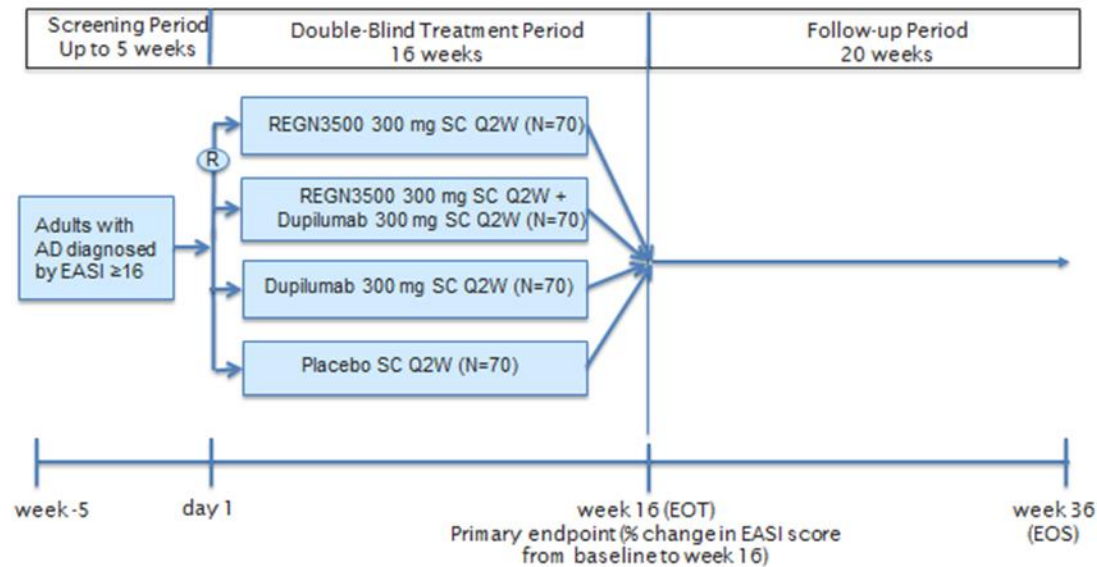 Screening Period
Up to 5 weeks
Double-Blind Treatment Period
16 weeks
Follow-up Period
20 weeks
R
REGN3500 300 mg SC Q2W (N=70)
REGN3500 300 mg SC Q2W +
Dupilumab 300 mg SC Q2W (N=70)
Adults with
AD diagnosed
by EASI ≥16
Dupilumab 300 mg SC Q2W (N=70)
Placebo SC Q2W (N=70)
week -5
day 1
week 16 (EOT)
Primary endpoint (% change in EASI score
from baseline to week 16)
week 36
(EOS)